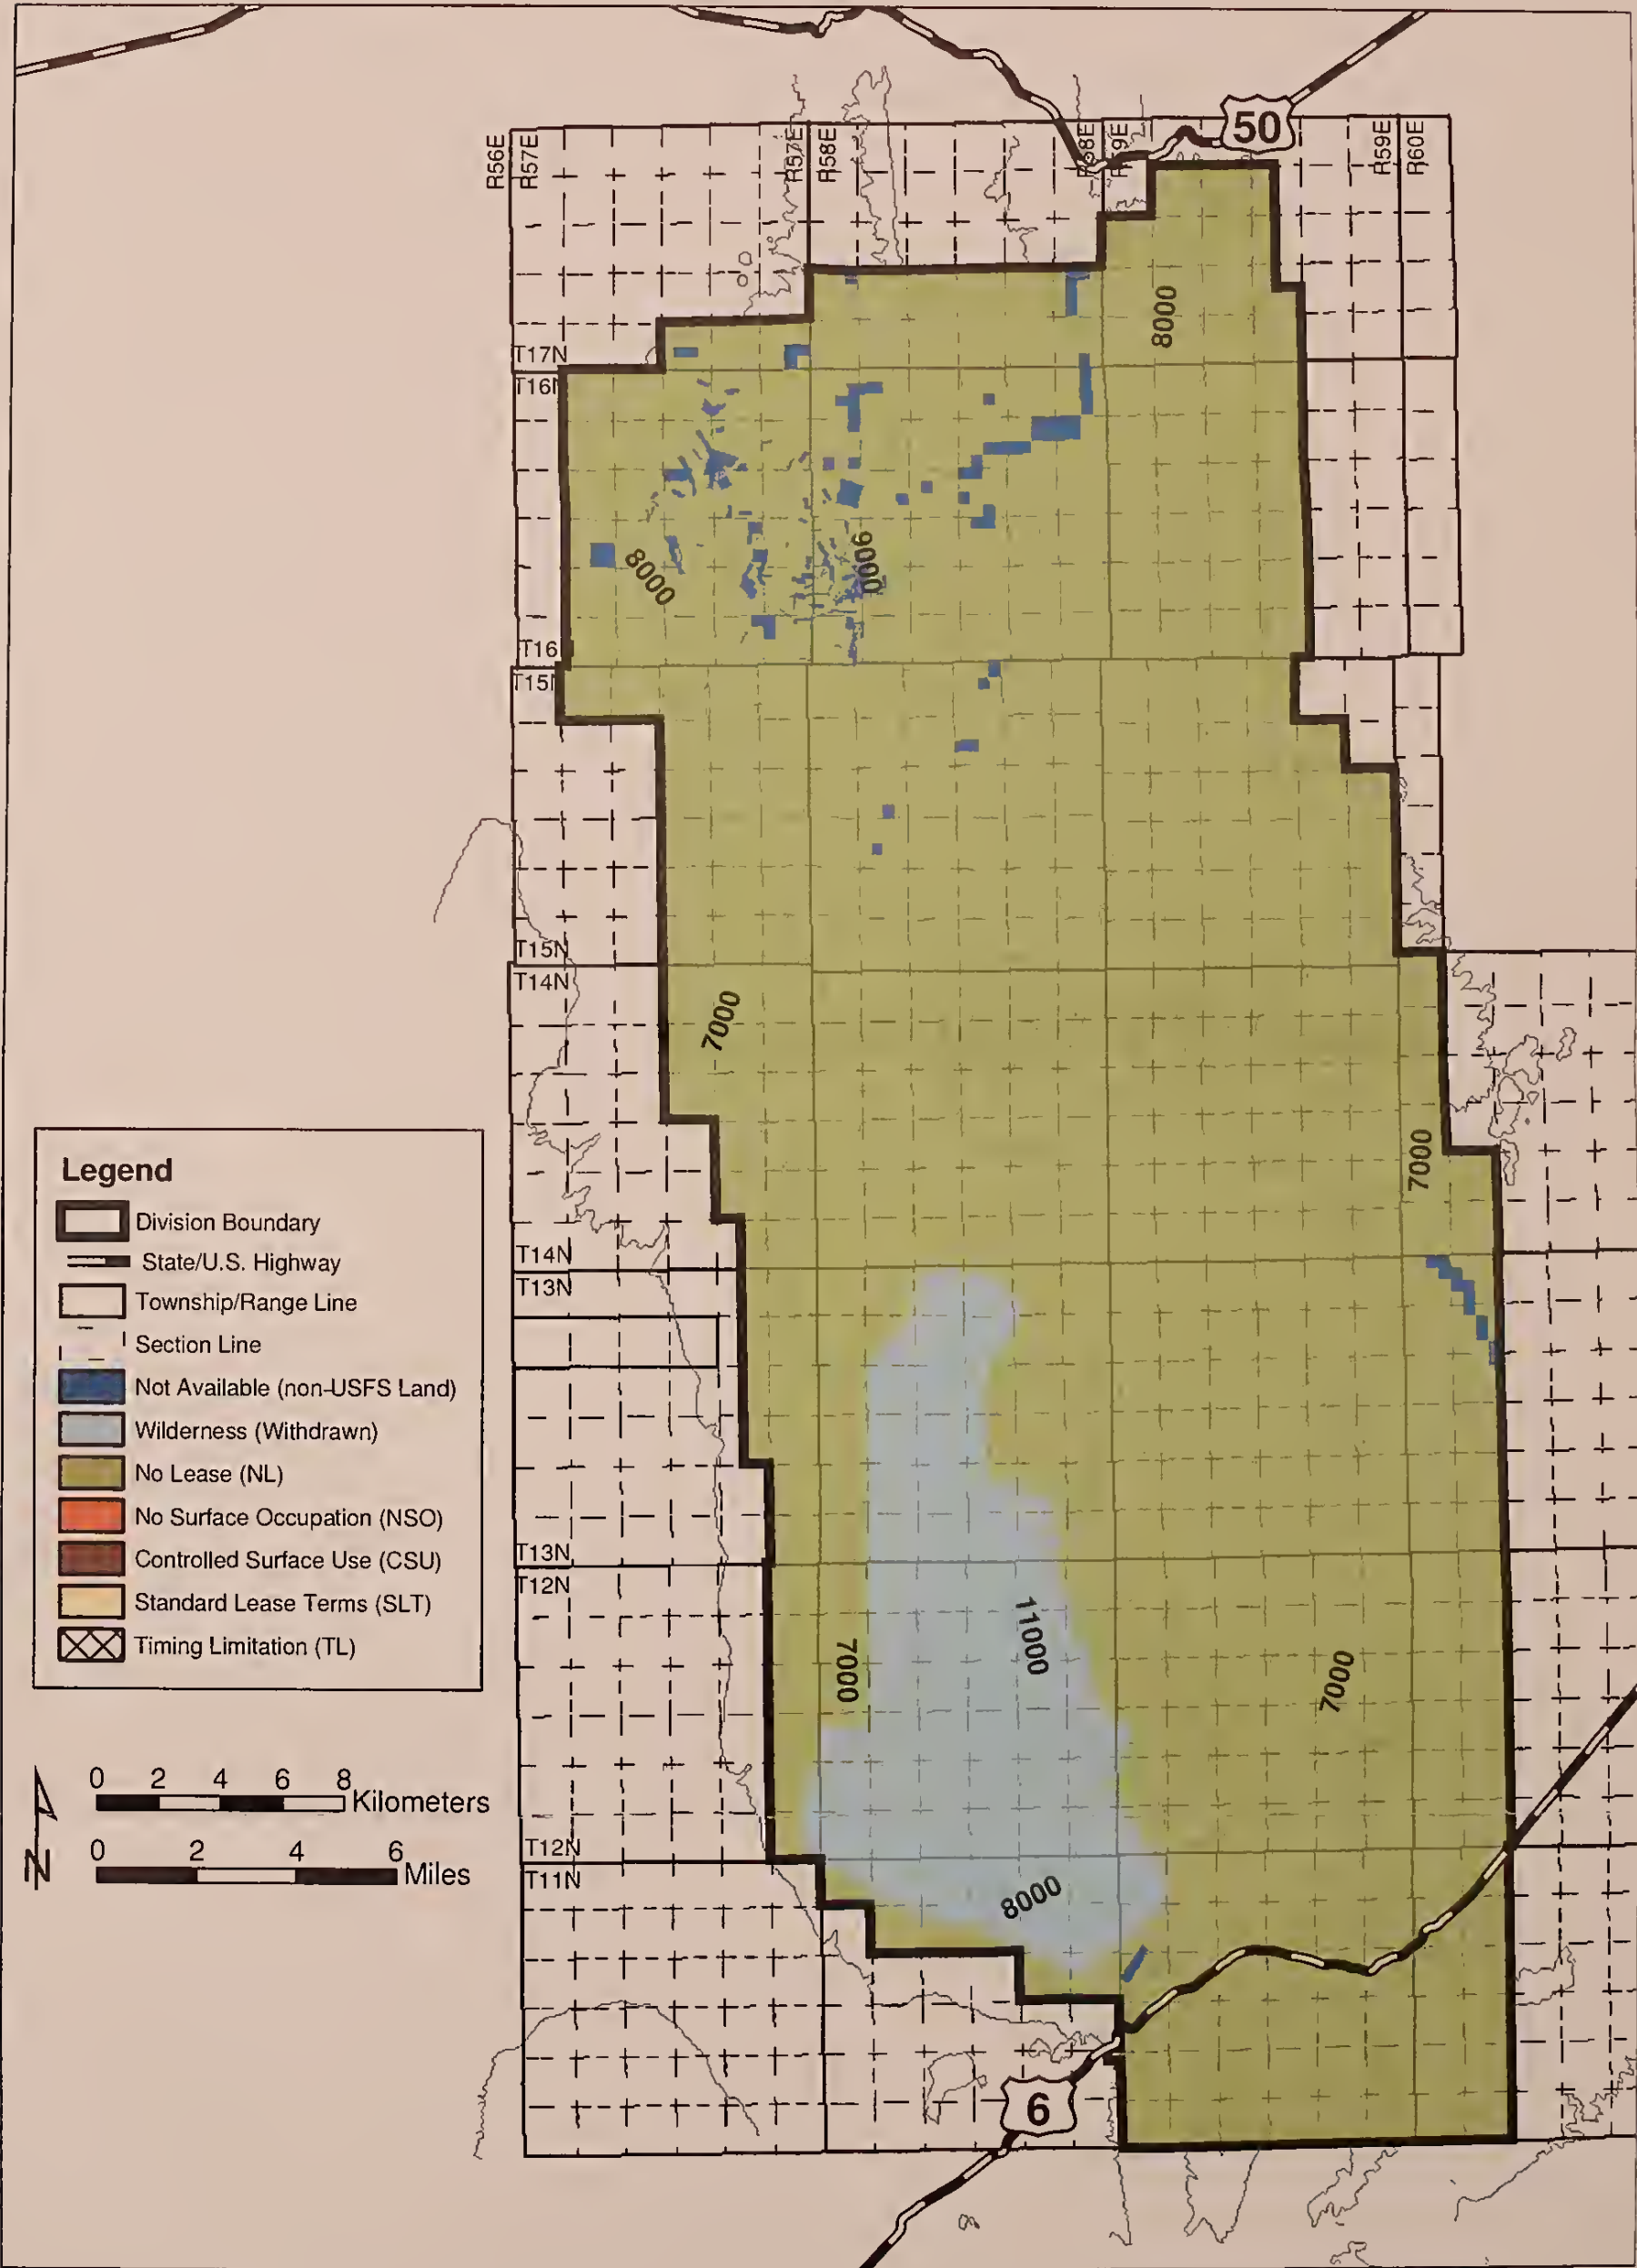 50
R56E
R57E
R57E
R58E
R58E
R59E
R59E
R60E
8000
T17N
T16N
9000
8000
T16
T15N
T15N
T14N
7000
7000
T14N
T13N
Legend
Division Boundary
State/U.S. Highway
Township/Range Line
Section Line
Not Available (non-USFS Land)
Wilderness (Withdrawn)
No Lease (NL)
No Surface Occupation (NSO)
Controlled Surface Use (CSU)
Standard Lease Terms (SLT)
Timing Limitation (TL)
T13N
T12N
11000
7000
7000
0 2 4 6 8
Kilometers
0 2 4 6
Miles
N
T12N
T11N
8000
6